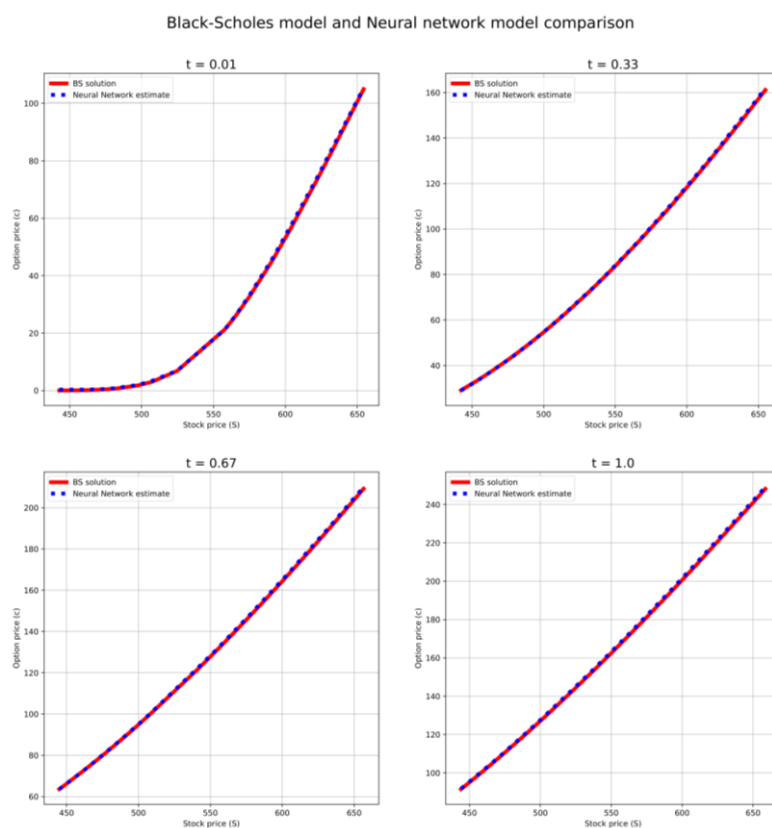 Black-Scholes model and Neural network model comparison
t = 0.01
BS solution
Neural Network estimate
100
80
60
40
20
0
Option price (c)
450
500
550
600
650
Stock price (S)
t = 0.33
BS solution
Neural Network estimate
160
140
120
100
80
60
40
Option price (c)
450
500
550
600
650
Stock price (S)
t = 0.67
BS solution
Neural Network estimate
200
180
160
140
120
100
80
60
Option price (c)
450
500
550
600
650
Stock price (S)
t = 1.0
BS solution
Neural Network estimate
240
220
200
180
160
140
120
100
Option price (c)
450
500
550
600
650
Stock price (S)